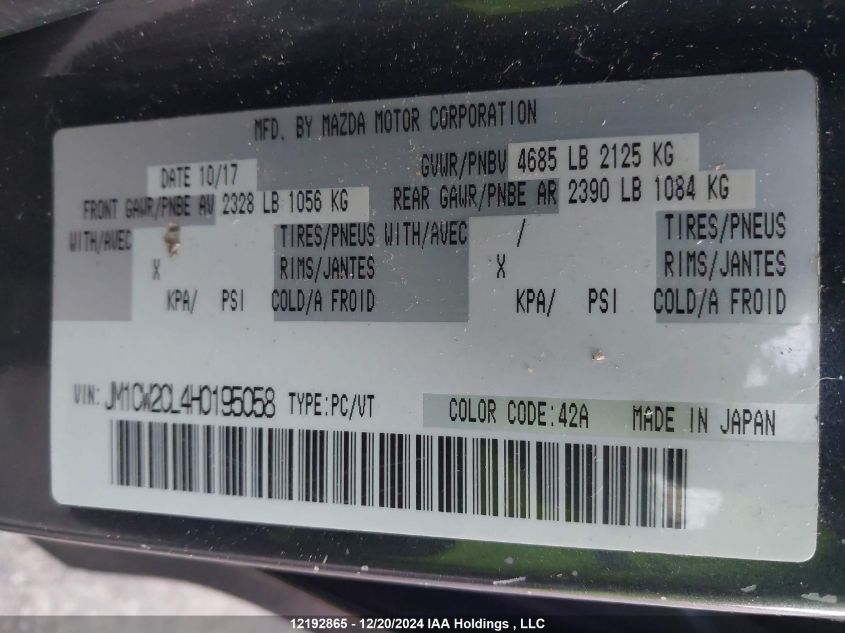 MFD. BY MAZDA MOTOR CORPORATION
DATE 10/17 GVWR/PNBV 4685 LB 2125 KG
FRONT GAWR/PNBE AV 2328 LB 1056 KG REAR GAWR/PNBE AR 2390 LB 1084 KG
WITH/AVEC TIRES/PNEUS WITH/AVEC / TIRES/PNEUS
X RIMS/JANTES X RIMS/JANTES
KPA/ PSI COLD/A FROID KPA/ PSI COLD/A FROID
VIN: JM1CW2CL4H0195058 TYPE:PC/VT COLOR CODE:42A MADE IN JAPAN
12192865 - 12/20/2024 IAA Holdings , LLC